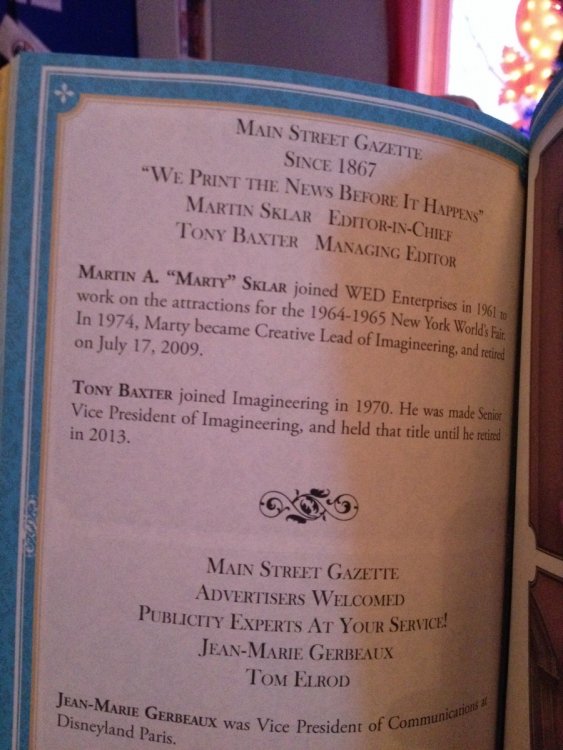 MAIN STREET GAZETTE
SINCE 1867
“WE PRINT THE NEWS BEFORE IT HAPPENS”
MARTIN SKLAR EDITOR-IN-CHIEF
TONY BAXTER MANAGING EDITOR
MARTIN A. “MARTY” SKLAR joined WED Enterprises in 1961 to
work on the attractions for the 1964-1965 New York World's Fair.
In 1974, Marty became Creative Lead of Imagineering, and retired
on July 17, 2009.
TONY BAXTER joined Imagineering in 1970. He was made Senior
Vice President of Imagineering, and held that title until he retired
in 2013.
MAIN STREET GAZETTE
ADVERTISERS WELCOMED
PUBLICITY EXPERTS AT YOUR SERVICE!
JEAN-MARIE GERBEAUX
TOM ELROD
JEAN-MARIE GERBEAUX was Vice President of Communications at
Disneyland Paris.